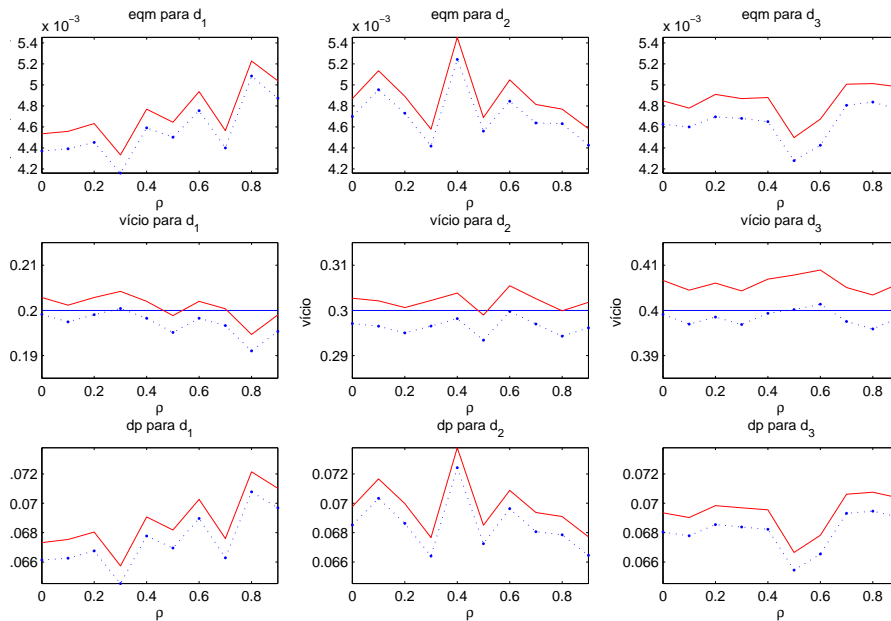 eqm para d1
x 10-3
5.4
5.2
5
4.8
4.6
4.4
4.2
0 0.2 0.4 0.6 0.8
ρ
eqm para d2
x 10-3
5.4
5.2
5
4.8
4.6
4.4
4.2
0 0.2 0.4 0.6 0.8
ρ
eqm para d3
x 10-3
5.4
5.2
5
4.8
4.6
4.4
4.2
0 0.2 0.4 0.6 0.8
ρ
vício para d1
0.21
0.2
0.19
0 0.2 0.4 0.6 0.8
ρ
vício para d2
vício
0.31
0.3
0.29
0 0.2 0.4 0.6 0.8
ρ
vício para d3
vício
0.41
0.4
0.39
0 0.2 0.4 0.6 0.8
ρ
dp para d1
.072
0.07
.068
.066
0 0.2 0.4 0.6 0.8
ρ
dp para d2
0.072
0.07
0.068
0.066
0 0.2 0.4 0.6 0.8
ρ
dp para d3
0.072
0.07
0.068
0.066
0 0.2 0.4 0.6 0.8
ρ